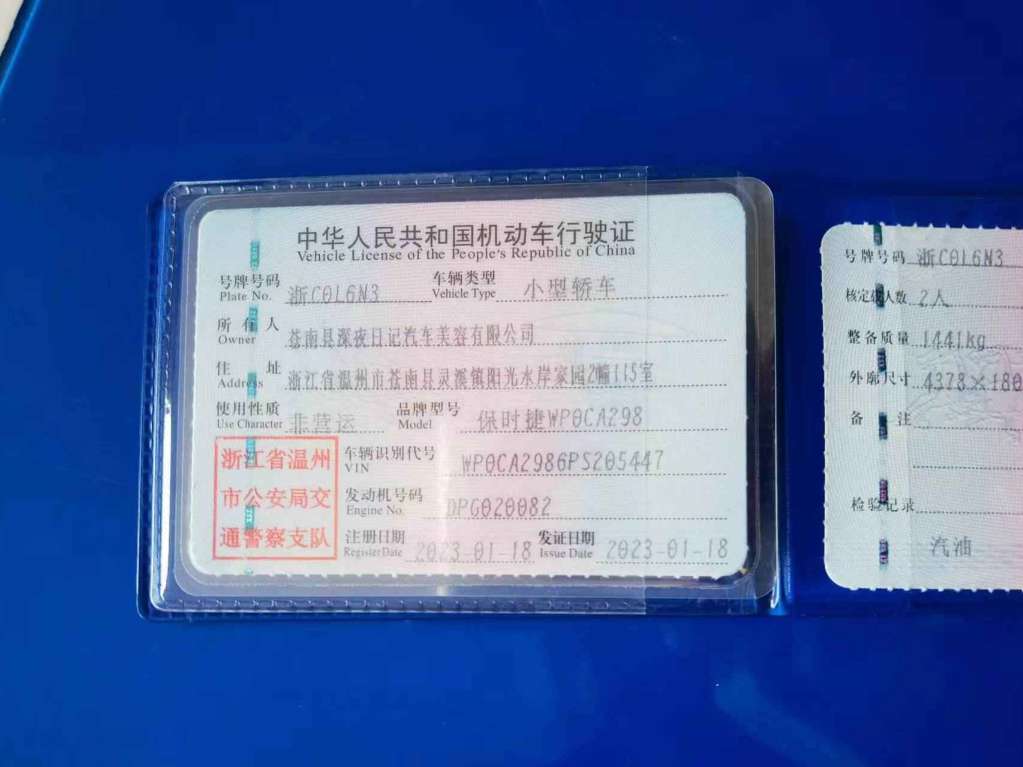 中华人民共和国机动车行驶证
Vehicle License of the People's Republic of China
号牌号码 Plate No. 浙C0L6N3 车辆类型 Vehicle Type 小型轿车
所有人 Owner 苍南县深夜日记汽车美容有限公司
住址 Address 浙江省温州市苍南县灵溪镇阳光水岸家园2幢115室
使用性质 Use Character 非营运 品牌型号 Model 保时捷WP0CA298
浙江省温州
市公安局交
通警察支队
车辆识别代号 VIN WP0CA2986PS205447
发动机号码 Engine No. DPG020082
注册日期 Register Date 2023-01-18 发证日期 Issue Date 2023-01-18
号牌号码 浙C0L6N3
核定载人数 2人
整备质量 1441kg
外廓尺寸 4378×180
备注
检验记录
汽油